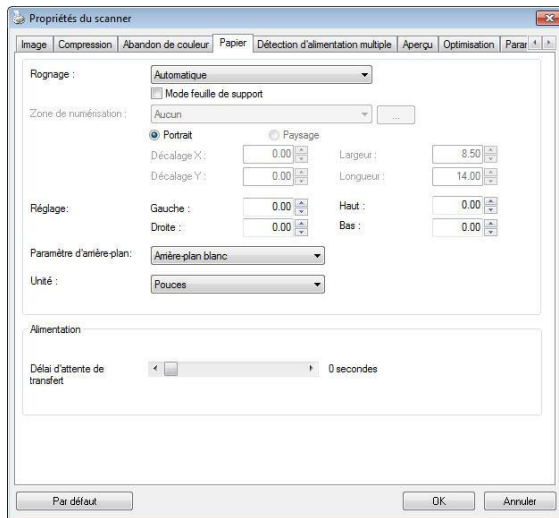 Propriétés du scanner
Image Compression Abandon de couleur Papier Détection d'alimentation multiple Aperçu Optimisation Parar
Rognage : Automatique
Mode feuille de support
Zone de numérisation : Aucun ...
Portrait Paysage
Décalage X : 0.00 Largeur : 8.50
Décalage Y : 0.00 Longueur : 14.00
Réglage: Gauche : 0.00 Haut : 0.00
Droite : 0.00 Bas : 0.00
Paramètre d'arrière-plan: Arrière-plan blanc
Unité : Pouces
Alimentation
Délai d'attente de
transfert
0 secondes
Par défaut OK Annuler